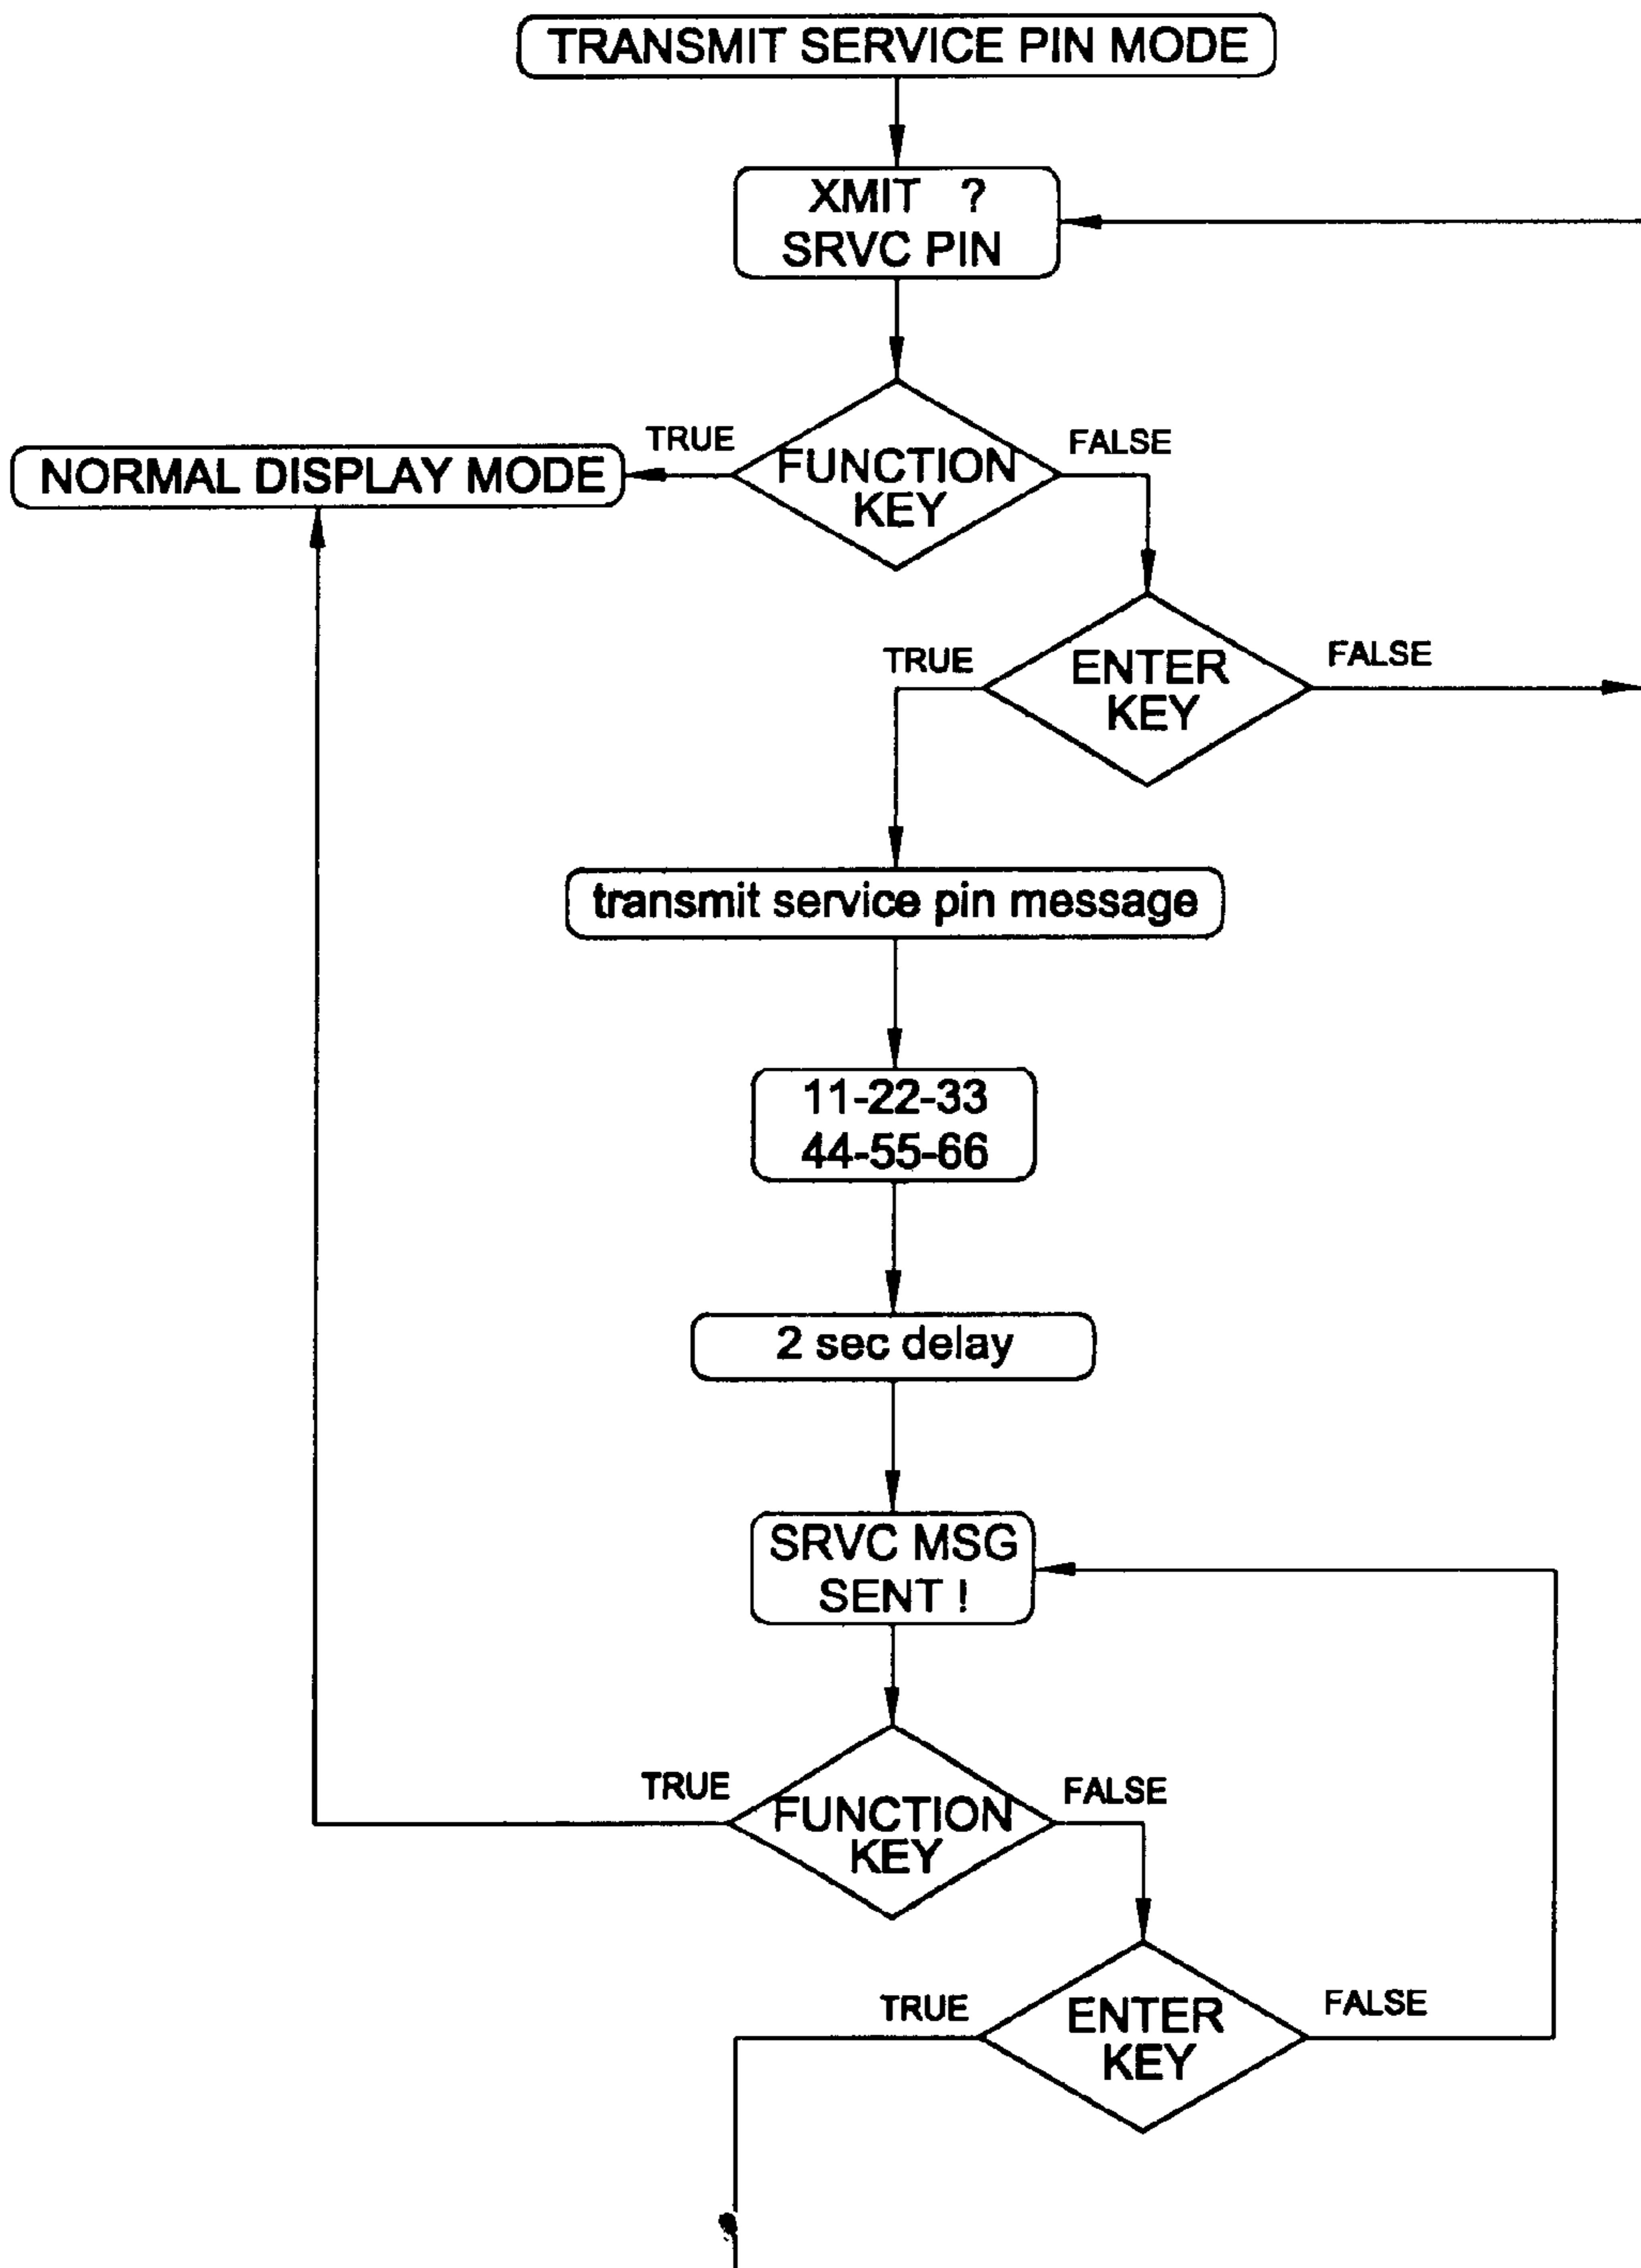 TRANSMIT SERVICE PIN MODE
XMIT ?
SRVC PIN
TRUE
FALSE
NORMAL DISPLAY MODE
FUNCTION
KEY
TRUE
FALSE
ENTER
KEY
transmit service pin message
11-22-33
44-55-66
2 sec delay
SRVC MSG
SENT !
TRUE
FALSE
FUNCTION
KEY
TRUE
FALSE
ENTER
KEY